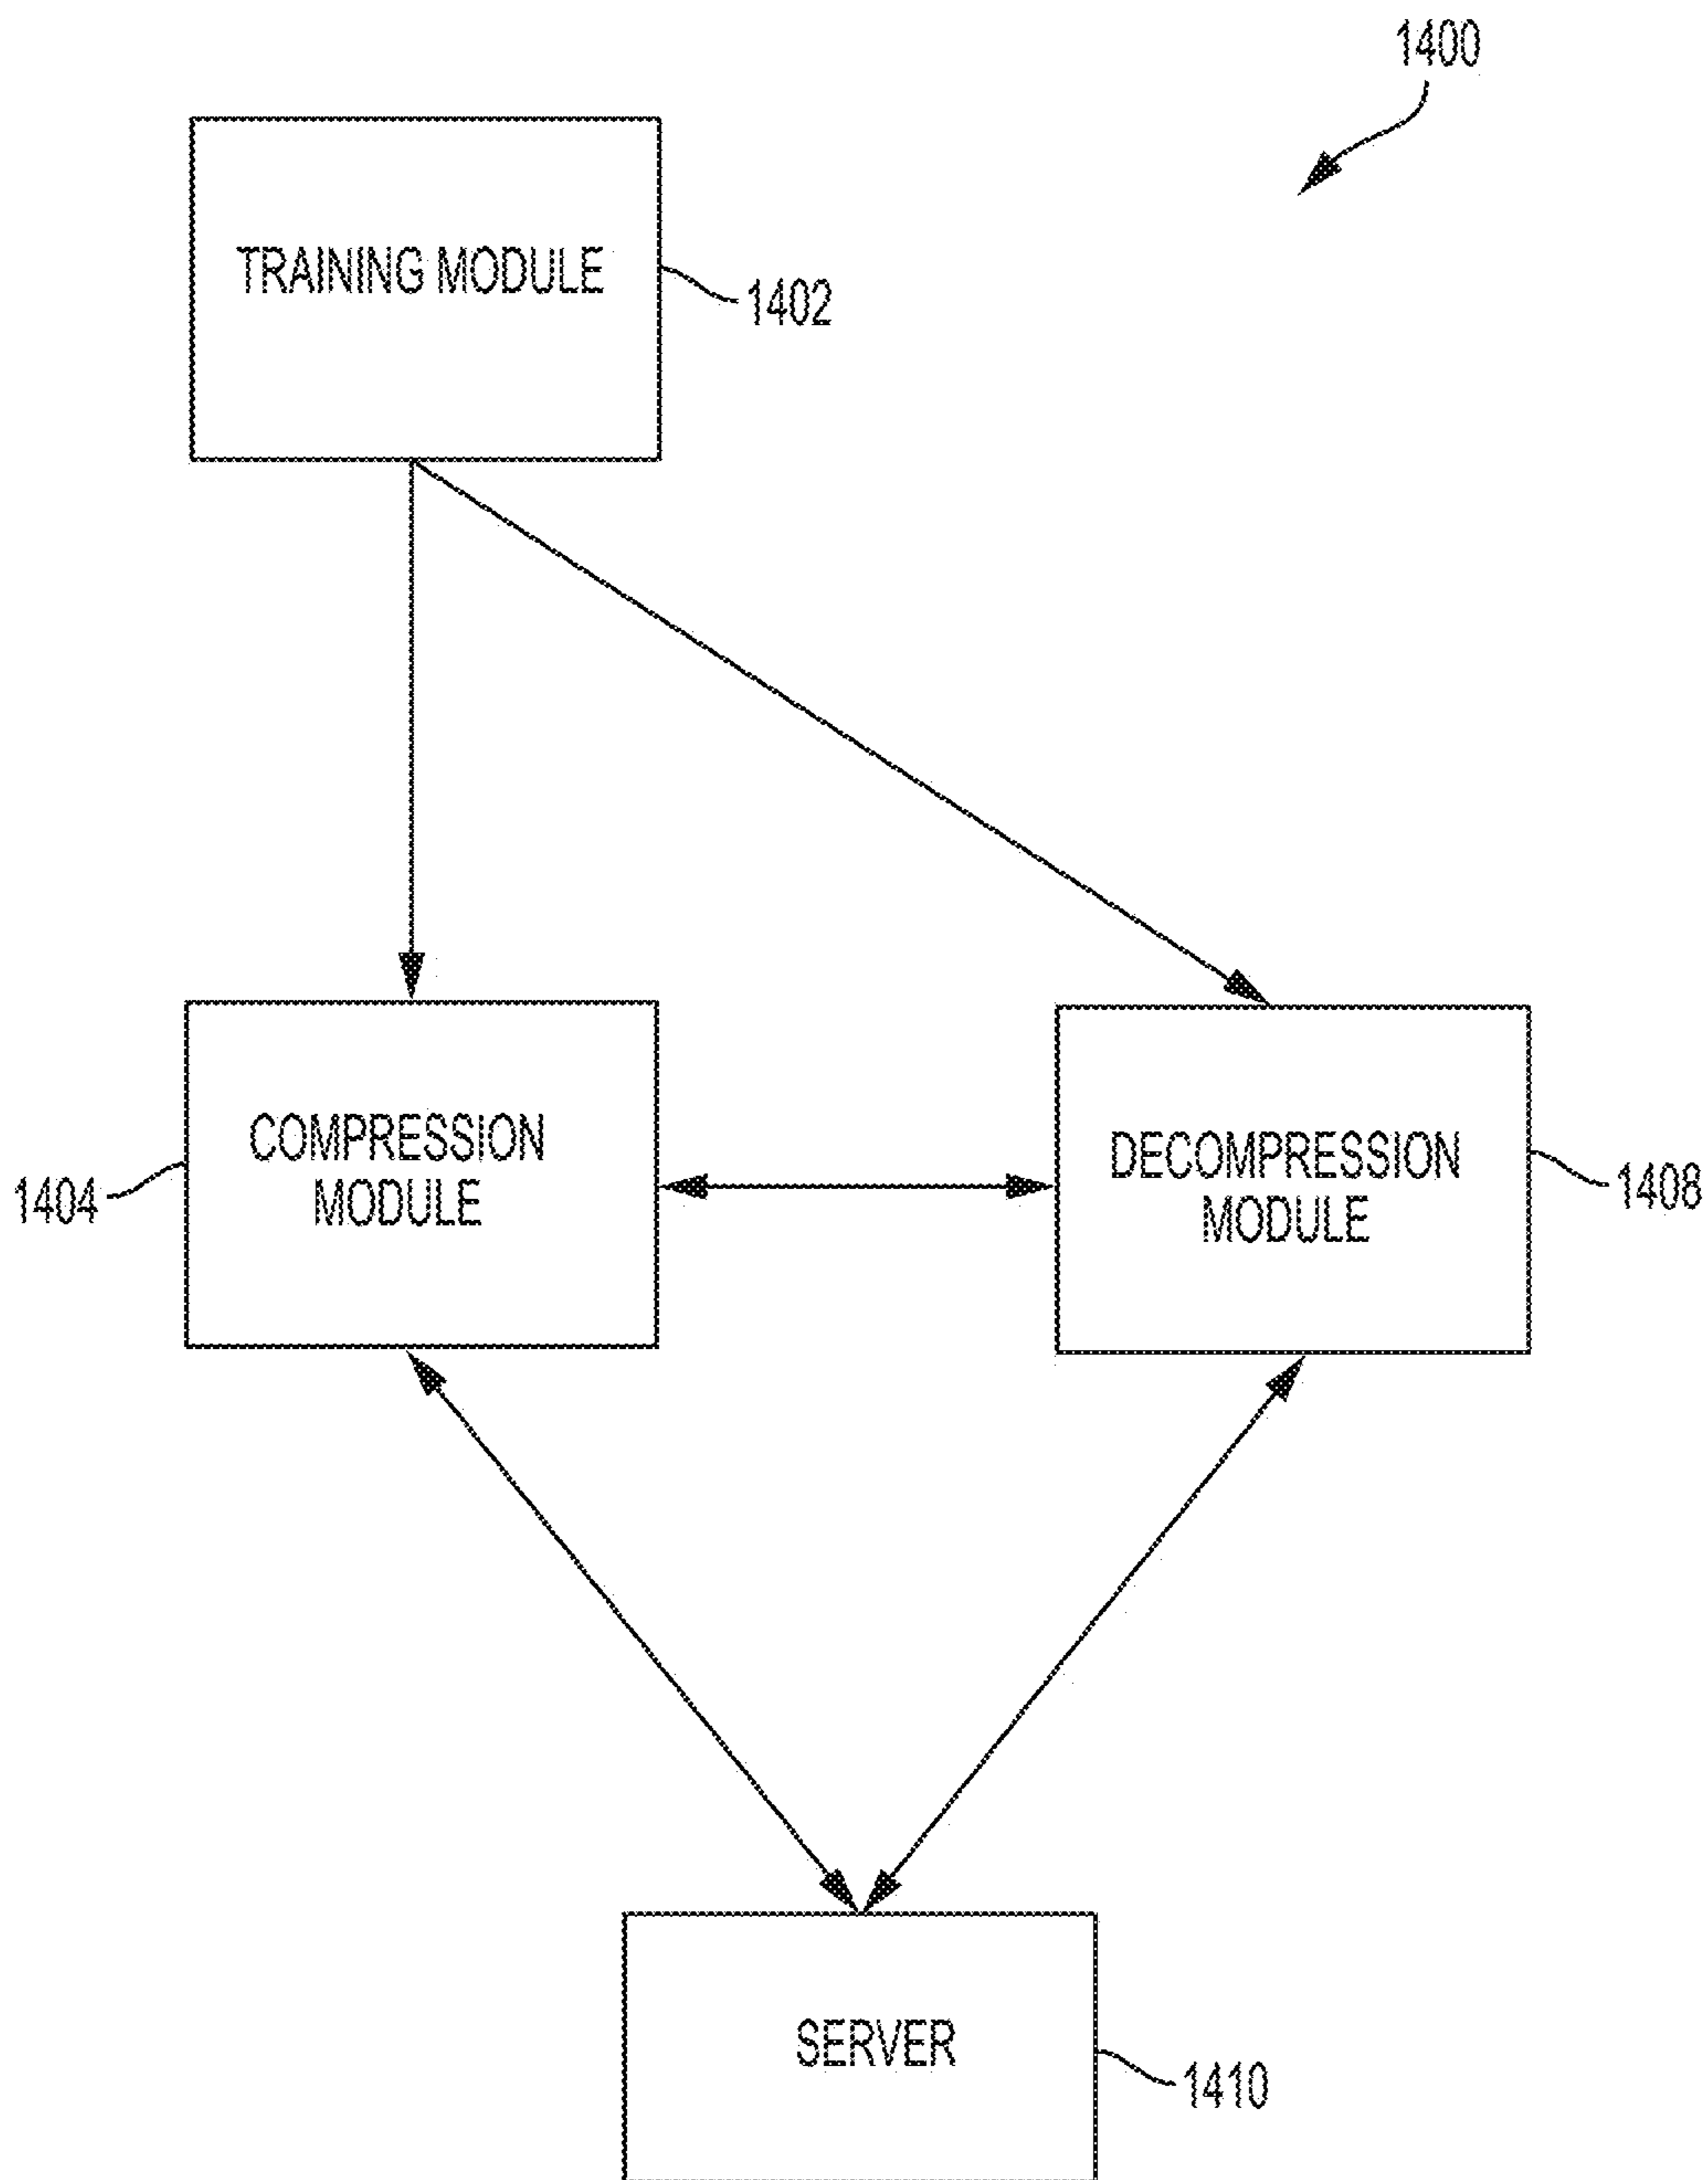 1400
TRAINING MODULE
1402
COMPRESSION
MODULE
1404
DECOMPRESSION
MODULE
1408
SERVER
1410